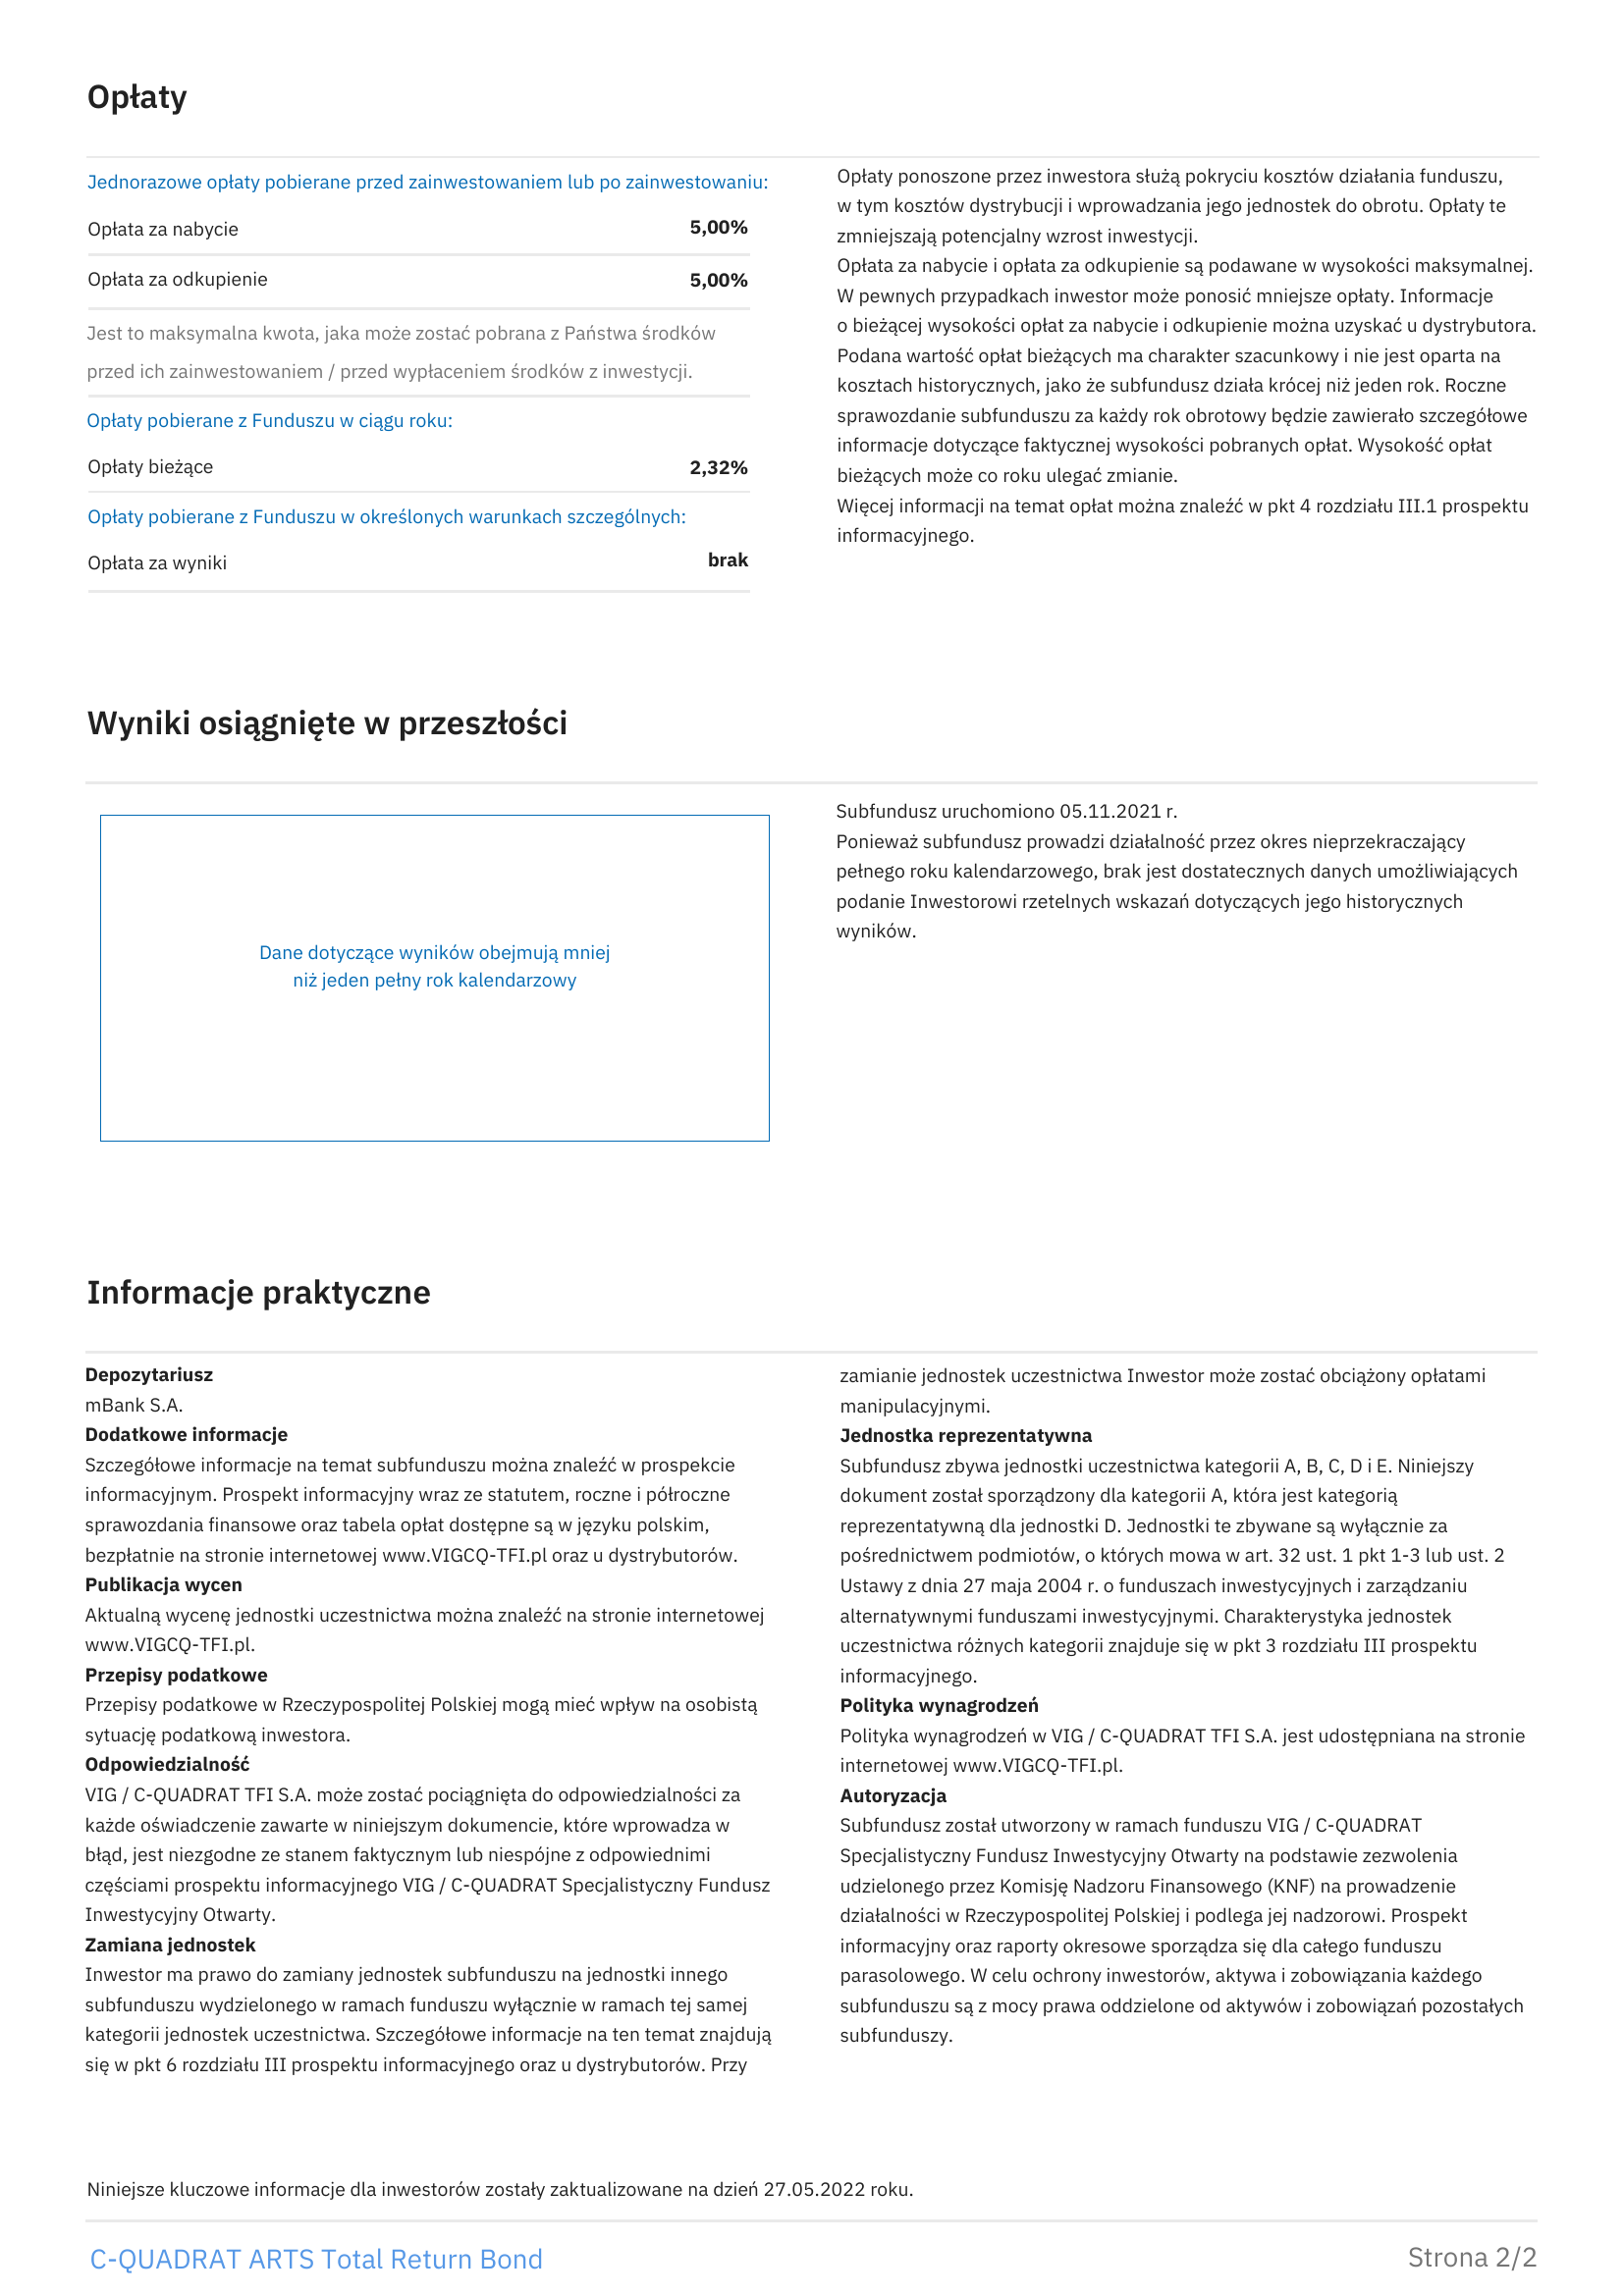 Opłaty
Jednorazowe opłaty pobierane przed zainwestowaniem lub po zainwestowaniu:
Opłata za nabycie 5,00%
Opłata za odkupienie 5,00%
Jest to maksymalna kwota, jaka może zostać pobrana z Państwa środków
przed ich zainwestowaniem / przed wypłaceniem środków z inwestycji.
Opłaty pobierane z Funduszu w ciągu roku:
Opłaty bieżące 2,32%
Opłaty pobierane z Funduszu w określonych warunkach szczególnych:
Opłata za wyniki brak
Opłaty ponoszone przez inwestora służą pokryciu kosztów działania funduszu,
w tym kosztów dystrybucji i wprowadzania jego jednostek do obrotu. Opłaty te
zmniejszają potencjalny wzrost inwestycji.
Opłata za nabycie i opłata za odkupienie są podawane w wysokości maksymalnej.
W pewnych przypadkach inwestor może ponosić mniejsze opłaty. Informacje
o bieżącej wysokości opłat za nabycie i odkupienie można uzyskać u dystrybutora.
Podana wartość opłat bieżących ma charakter szacunkowy i nie jest oparta na
kosztach historycznych, jako że subfundusz działa krócej niż jeden rok. Roczne
sprawozdanie subfunduszu za każdy rok obrotowy będzie zawierało szczegółowe
informacje dotyczące faktycznej wysokości pobranych opłat. Wysokość opłat
bieżących może co roku ulegać zmianie.
Więcej informacji na temat opłat można znaleźć w pkt 4 rozdziału III.1 prospektu
informacyjnego.
Wyniki osiągnięte w przeszłości
Dane dotyczące wyników obejmują mniej
niż jeden pełny rok kalendarzowy
Subfundusz uruchomiono 05.11.2021 r.
Ponieważ subfundusz prowadzi działalność przez okres nieprzekraczający
pełnego roku kalendarzowego, brak jest dostatecznych danych umożliwiających
podanie Inwestorowi rzetelnych wskazań dotyczących jego historycznych
wyników.
Informacje praktyczne
Depozytariusz
mBank S.A.
Dodatkowe informacje
Szczegółowe informacje na temat subfunduszu można znaleźć w prospekcie
informacyjnym. Prospekt informacyjny wraz ze statutem, roczne i półroczne
sprawozdania finansowe oraz tabela opłat dostępne są w języku polskim,
bezpłatnie na stronie internetowej www.VIGCQ-TFI.pl oraz u dystrybutorów.
Publikacja wycen
Aktualną wycenę jednostki uczestnictwa można znaleźć na stronie internetowej
www.VIGCQ-TFI.pl.
Przepisy podatkowe
Przepisy podatkowe w Rzeczypospolitej Polskiej mogą mieć wpływ na osobistą
sytuację podatkową inwestora.
Odpowiedzialność
VIG / C-QUADRAT TFI S.A. może zostać pociągnięta do odpowiedzialności za
każde oświadczenie zawarte w niniejszym dokumencie, które wprowadza w
błąd, jest niezgodne ze stanem faktycznym lub niespójne z odpowiednimi
częściami prospektu informacyjnego VIG / C-QUADRAT Specjalistyczny Fundusz
Inwestycyjny Otwarty.
Zamiana jednostek
Inwestor ma prawo do zamiany jednostek subfunduszu na jednostki innego
subfunduszu wydzielonego w ramach funduszu wyłącznie w ramach tej samej
kategorii jednostek uczestnictwa. Szczegółowe informacje na ten temat znajdują
się w pkt 6 rozdziału III prospektu informacyjnego oraz u dystrybutorów. Przy
zamianie jednostek uczestnictwa Inwestor może zostać obciążony opłatami
manipulacyjnymi.
Jednostka reprezentatywna
Subfundusz zbywa jednostki uczestnictwa kategorii A, B, C, D i E. Niniejszy
dokument został sporządzony dla kategorii A, która jest kategorią
reprezentatywną dla jednostki D. Jednostki te zbywane są wyłącznie za
pośrednictwem podmiotów, o których mowa w art. 32 ust. 1 pkt 1-3 lub ust. 2
Ustawy z dnia 27 maja 2004 r. o funduszach inwestycyjnych i zarządzaniu
alternatywnymi funduszami inwestycyjnymi. Charakterystyka jednostek
uczestnictwa różnych kategorii znajduje się w pkt 3 rozdziału III prospektu
informacyjnego.
Polityka wynagrodzeń
Polityka wynagrodzeń w VIG / C-QUADRAT TFI S.A. jest udostępniana na stronie
internetowej www.VIGCQ-TFI.pl.
Autoryzacja
Subfundusz został utworzony w ramach funduszu VIG / C-QUADRAT
Specjalistyczny Fundusz Inwestycyjny Otwarty na podstawie zezwolenia
udzielonego przez Komisję Nadzoru Finansowego (KNF) na prowadzenie
działalności w Rzeczypospolitej Polskiej i podlega jej nadzorowi. Prospekt
informacyjny oraz raporty okresowe sporządza się dla całego funduszu
parasolowego. W celu ochrony inwestorów, aktywa i zobowiązania każdego
subfunduszu są z mocy prawa oddzielone od aktywów i zobowiązań pozostałych
subfunduszy.
Niniejsze kluczowe informacje dla inwestorów zostały zaktualizowane na dzień 27.05.2022 roku.
C-QUADRAT ARTS Total Return Bond
Strona 2/2